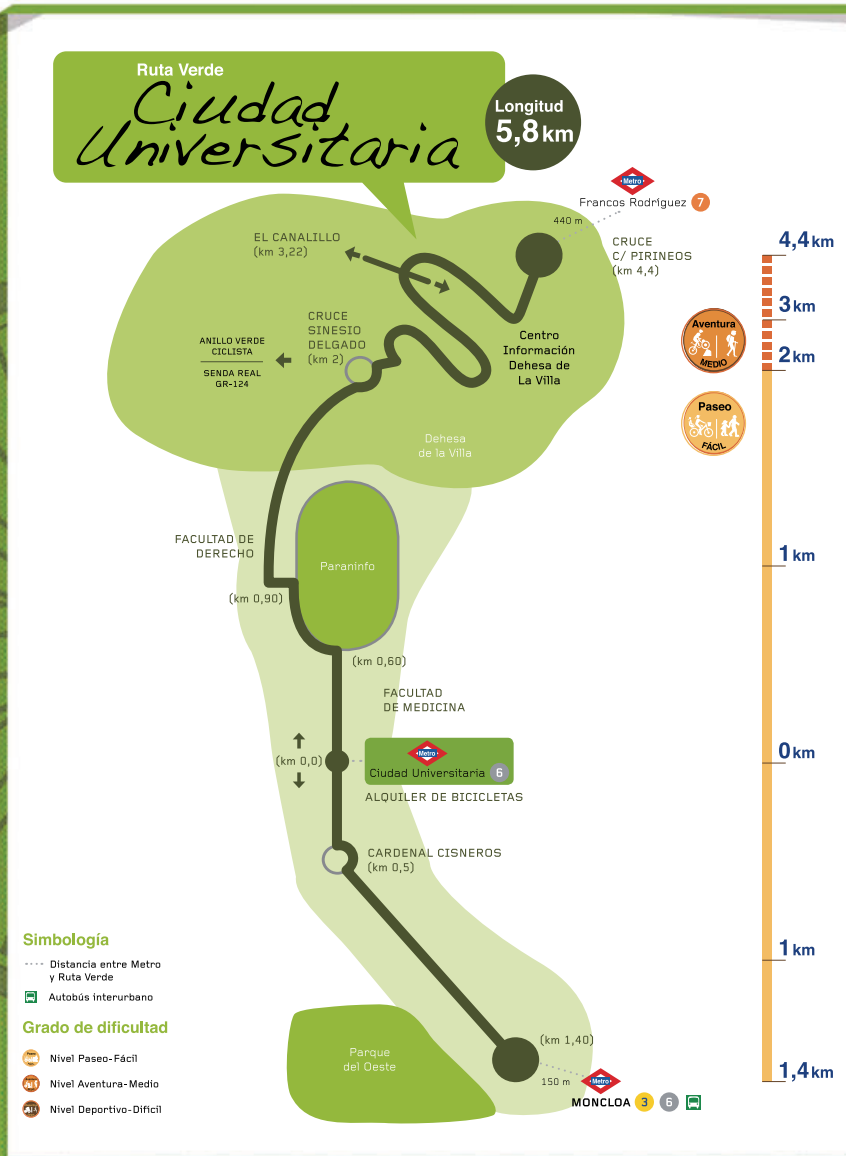 Ruta Verde
Ciudad
Universitaria
Longitud
5,8 km
Metro
Francos Rodríguez 7
440 m
EL CANALILLO
(km 3,22)
CRUCE
C/ PIRINEOS
(km 4,4)
4,4 km
3 km
2 km
1 km
0 km
1 km
1,4 km
Aventura
MEDIO
Paseo
FÁCIL
CRUCE
SINESIO
DELGADO
(km 2)
ANILLO VERDE
CICLISTA
SENDA REAL
GR-124
Centro
Información
Dehesa de
La Villa
Dehesa
de la Villa
FACULTAD DE
DERECHO
Paraninfo
(km 0,90)
(km 0,60)
FACULTAD
DE MEDICINA
(km 0,0)
Metro
Ciudad Universitaria 6
ALQUILER DE BICICLETAS
CARDENAL CISNEROS
(km 0,5)
Simbología
Distancia entre Metro
y Ruta Verde
Autobús interurbano
Grado de dificultad
Nivel Paseo-Fácil
Nivel Aventura-Medio
Nivel Deportivo-Difícil
Parque
del Oeste
(km 1,40)
150 m
Metro
MONCLOA 3 6